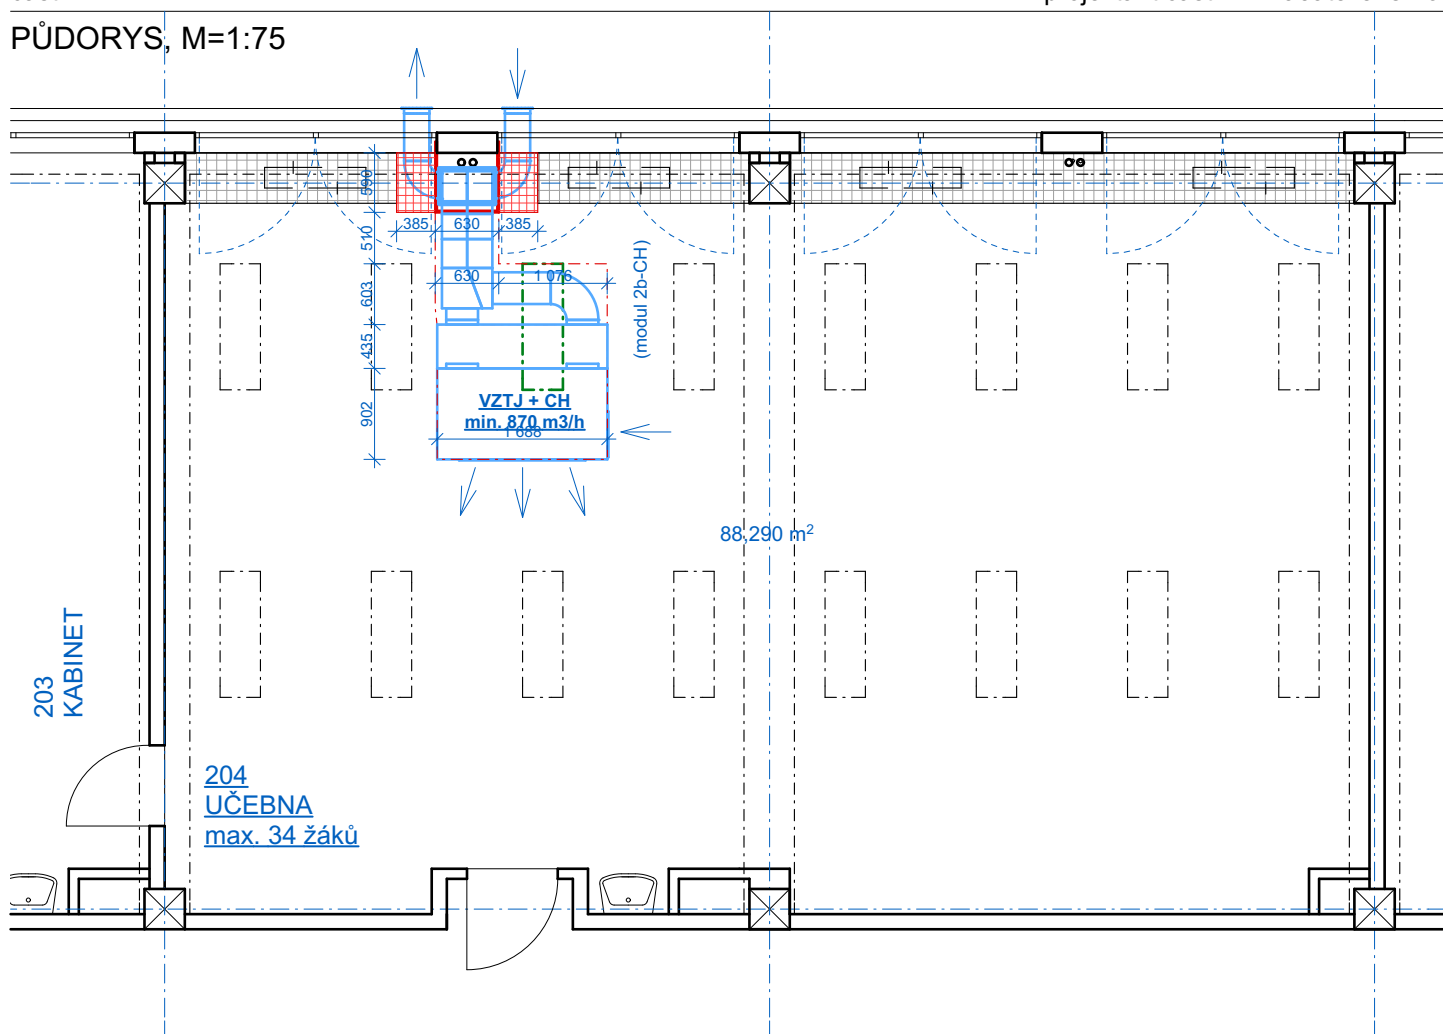 PŮDORYS, M=1:75
590
385
630
385
510
630
1 076
603
(modul 2b-CH)
435
VZTJ + CH
min. 870 m3/h
902
1 688
88,290 m²
203
KABINET
204
UČEBNA
max. 34 žáků